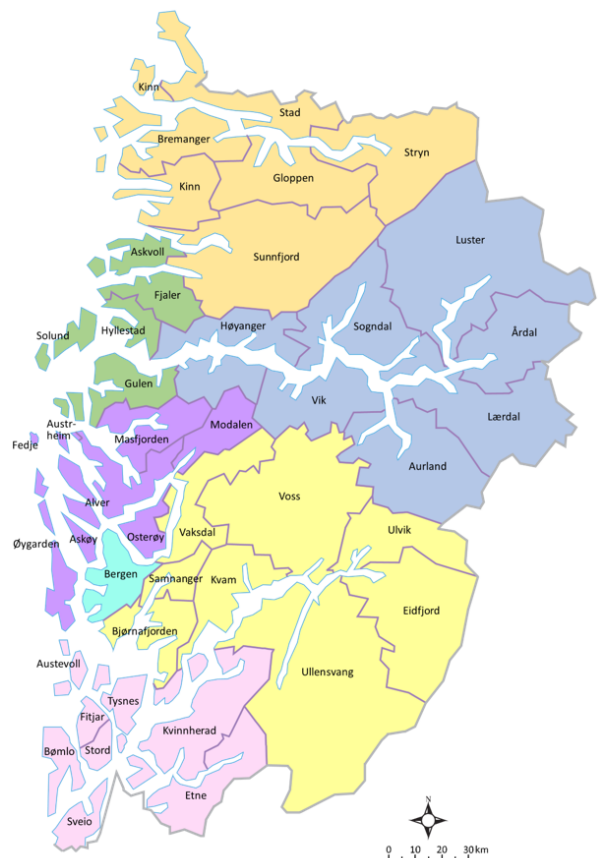 Kinn
Stad
Bremanger
Stryn
Gloppen
Kinn
Luster
Askvoll
Sunnfjord
Fjaler
Høyanger
Sogndal
Hyllestad
Solund
Årdal
Gulen
Vik
Lærdal
Austr-
heim
Modalen
Masfjorden
Fedje
Aurland
Voss
Alver
Ulvik
Osterøy
Vaksdal
Askøy
Øygarden
Bergen
Samnanger
Kvam
Eidfjord
Bjørnafjorden
Austevoll
Ullensvang
Tysnes
Fitjar
Kvinnherad
Bømlo
Stord
Etne
Sveio
N
0 10 20 30km